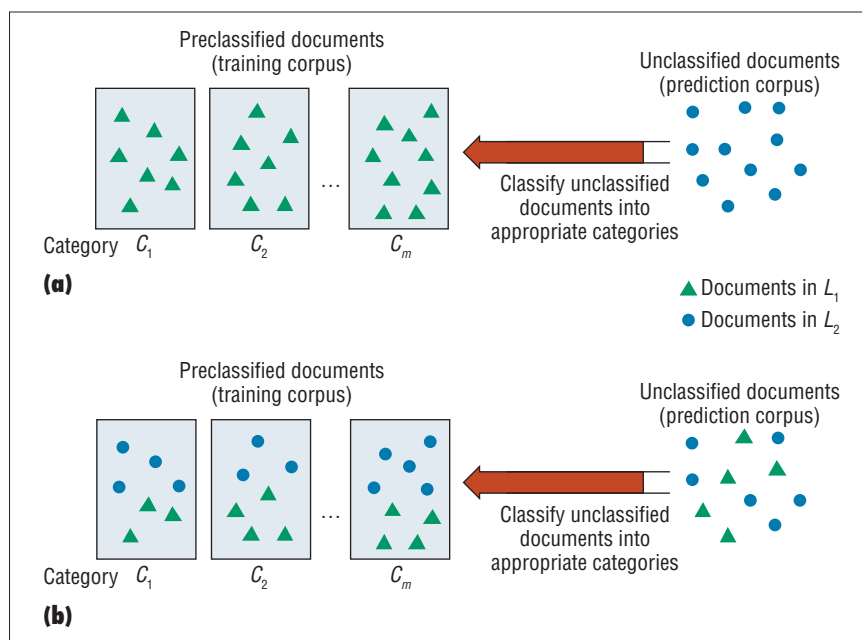 Preclassified documents
(training corpus)
Unclassified documents
(prediction corpus)
...
Classify unclassified
documents into
appropriate categories
Category C1 C2 Cm
(a)
Documents in L1
Documents in L2
Preclassified documents
(training corpus)
Unclassified documents
(prediction corpus)
...
Classify unclassified
documents into
appropriate categories
Category C1 C2 Cm
(b)